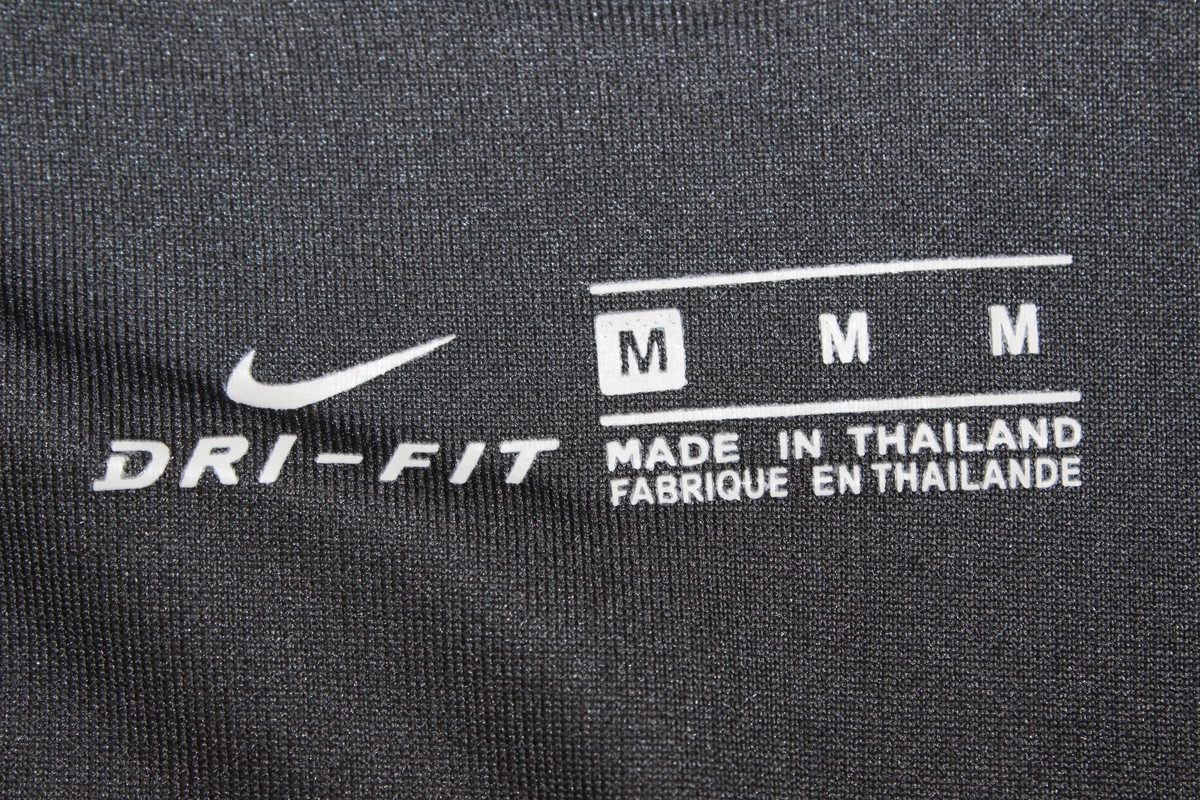 DRI-FIT
M M M
MADE IN THAILAND
FABRIQUE EN THAILANDE